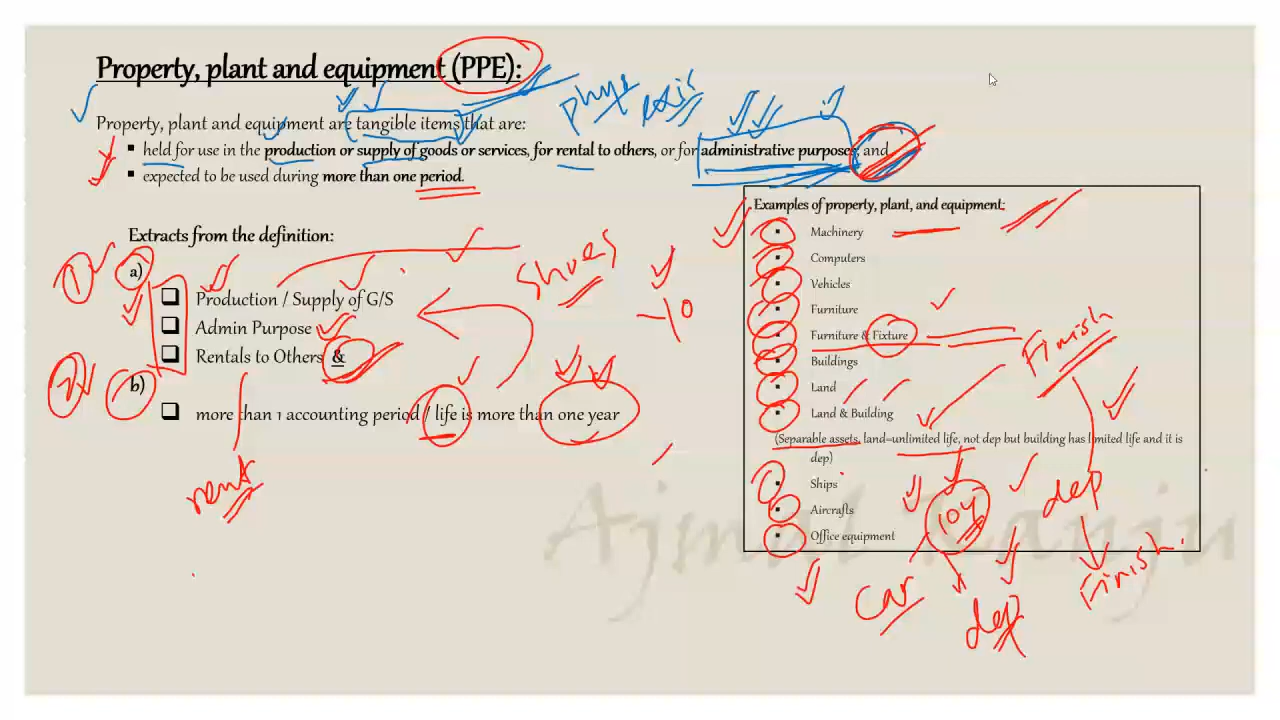 Property, plant and equipment (PPE):
phys exis
Property, plant and equipment are tangible items that are:
▪ held for use in the production or supply of goods or services, for rental to others, or for administrative purposes, and
▪ expected to be used during more than one period.
Extracts from the definition:
1 a)
❑ Production / Supply of G/S
❑ Admin Purpose
❑ Rentals to Others &
2 b)
❑ more than 1 accounting period / life is more than one year
Shoes
10
rent
Examples of property, plant, and equipment:
▪ Machinery
▪ Computers
▪ Vehicles
▪ Furniture
▪ Furniture & Fixture
▪ Buildings
▪ Land
▪ Land & Building
(Separable assets, land–unlimited life, not dep but building has limited life and it is
dep)
▪ Ships
▪ Aircrafts
▪ Office equipment
Finish
dep
Finish.
10y
Car
dep
Ajmal Kanju